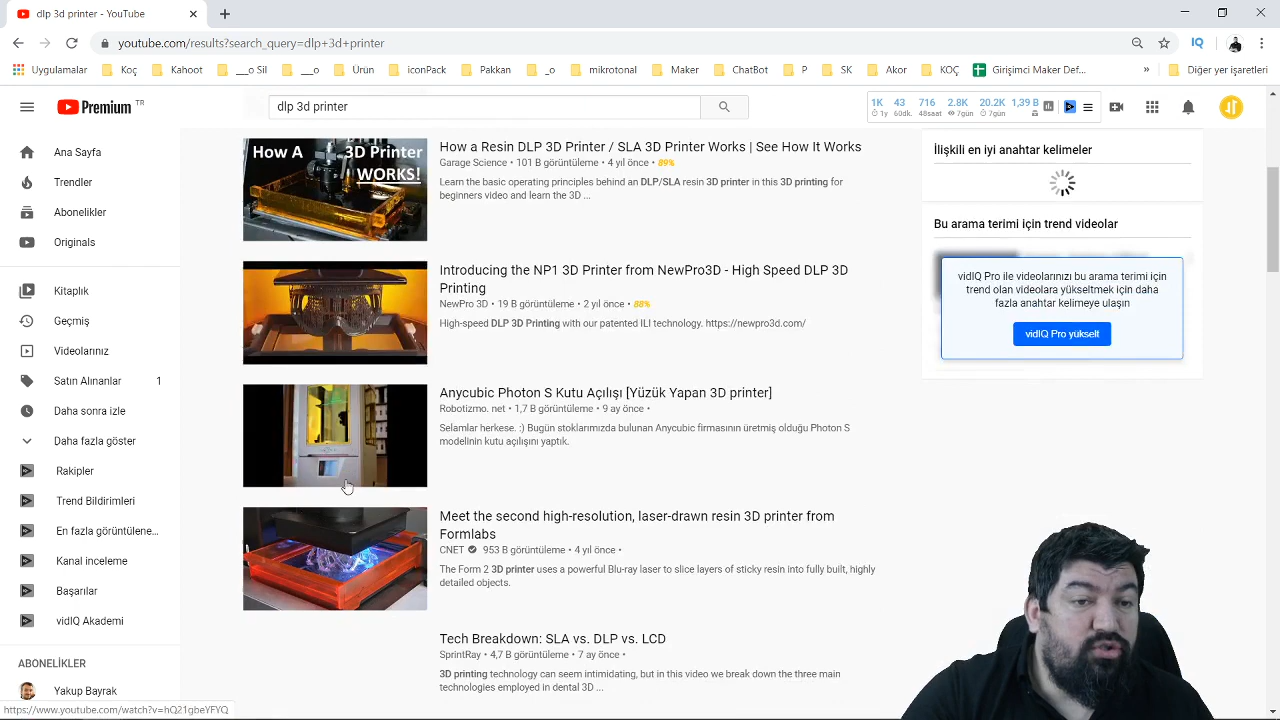 dlp 3d printer - YouTube
youtube.com/results?search_query=dlp+3d+printer
Uygulamalar Koç Kahoot ___o Sil ___o Ürün iconPack Pakkan _o mikrotonal Maker ChatBot P SK Akor KOÇ Girişimci Maker Def... » Diğer yer işaretleri
IQ
Premium TR
dlp 3d printer
1K 43 716 2.8K 20.2K 1,39 B
1y 60dk. 48saat 7gün 7gün
Ana Sayfa
Trendler
Abonelikler
Originals
Kitaplık
Geçmiş
Videolarınız
Satın Alınanlar 1
Daha sonra izle
Daha fazla göster
Rakipler
Trend Bildirimleri
En fazla görüntülene...
Kanal inceleme
Başarılar
vidIQ Akademi
ABONELİKLER
Yakup Bayrak
https://www.youtube.com/watch?v=hQ21gbeYFYQ
How A 3D Printer
WORKS!
How a Resin DLP 3D Printer / SLA 3D Printer Works | See How It Works
Garage Science • 101 B görüntüleme • 4 yıl önce • 89%
Learn the basic operating principles behind an DLP/SLA resin 3D printer in this 3D printing for
beginners video and learn the 3D ...
Introducing the NP1 3D Printer from NewPro3D - High Speed DLP 3D
Printing
NewPro 3D • 19 B görüntüleme • 2 yıl önce • 88%
High-speed DLP 3D Printing with our patented ILI technology. https://newpro3d.com/
Anycubic Photon S Kutu Açılışı [Yüzük Yapan 3D printer]
Robotizmo. net • 1,7 B görüntüleme • 9 ay önce •
Selamlar herkese. :) Bugün stoklarımızda bulunan Anycubic firmasının üretmiş olduğu Photon S
modelinin kutu açılışını yaptık.
Meet the second high-resolution, laser-drawn resin 3D printer from
Formlabs
CNET 953 B görüntüleme • 4 yıl önce •
The Form 2 3D printer uses a powerful Blu-ray laser to slice layers of sticky resin into fully built, highly
detailed objects.
Tech Breakdown: SLA vs. DLP vs. LCD
SprintRay • 4,7 B görüntüleme • 7 ay önce •
3D printing technology can seem intimidating, but in this video we break down the three main
technologies employed in dental 3D ...
İlişkili en iyi anahtar kelimeler
Bu arama terimi için trend videolar
vidIQ Pro ile videolarınızı bu arama terimi için
trend olan videolara yükseltmek için daha
fazla anahtar kelimeye ulaşın
vidIQ Pro yükselt